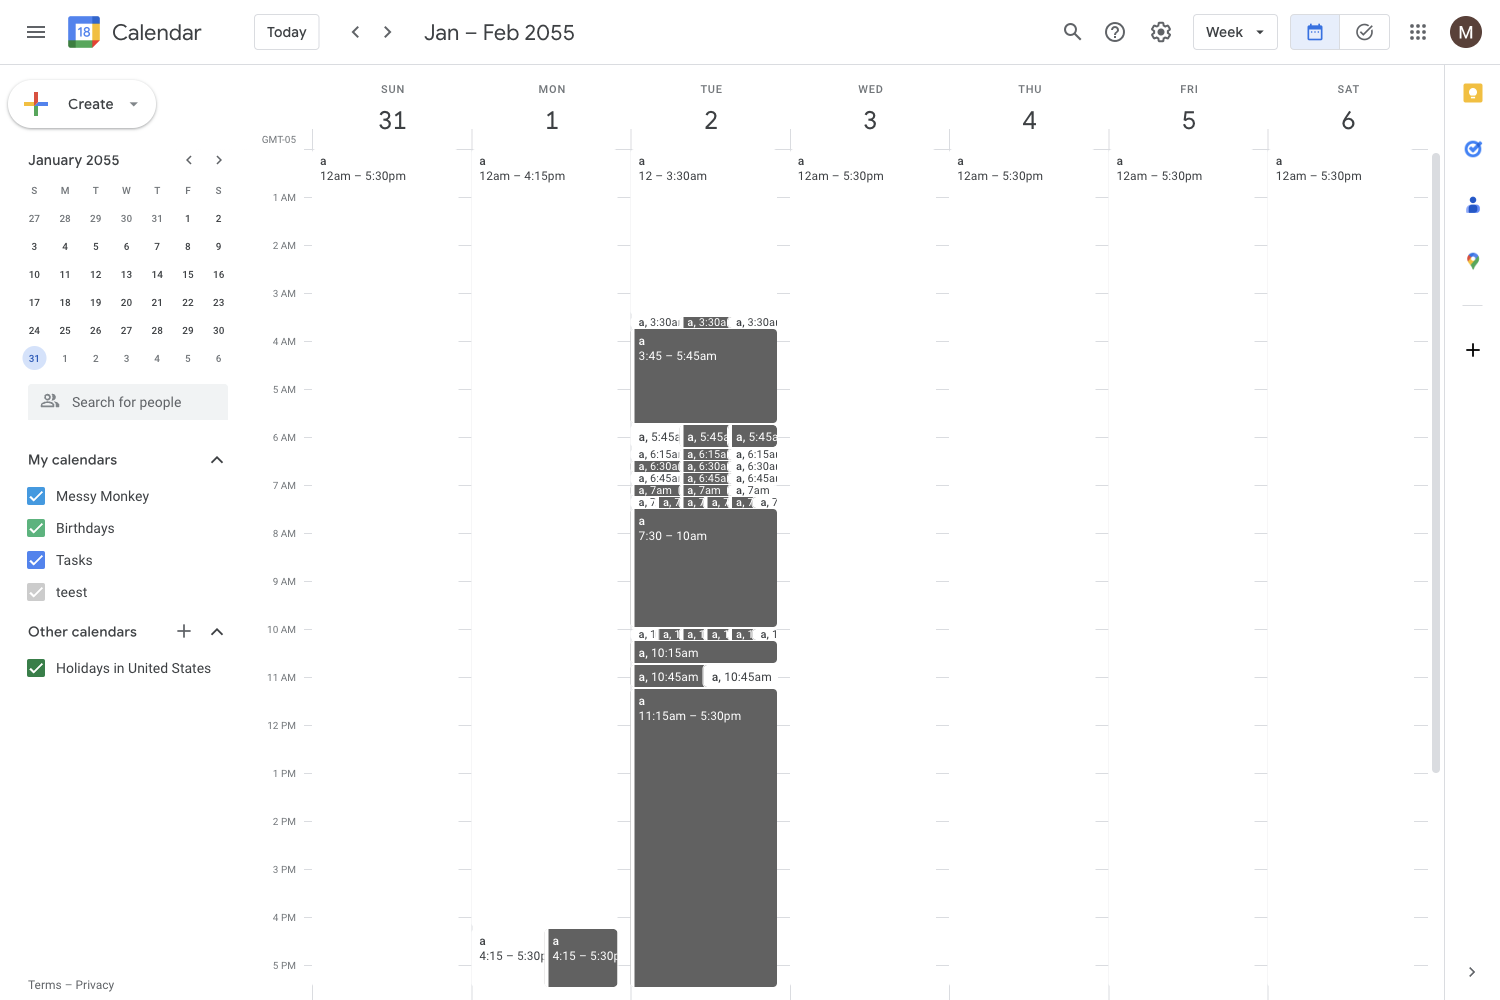 18 Calendar Today Jan – Feb 2055 Week M
Create
January 2055
S M T W T F S
27 28 29 30 31 1 2
3 4 5 6 7 8 9
10 11 12 13 14 15 16
17 18 19 20 21 22 23
24 25 26 27 28 29 30
31 1 2 3 4 5 6
Search for people
My calendars
Messy Monkey
Birthdays
Tasks
teest
Other calendars
Holidays in United States
Terms – Privacy
SUN MON TUE WED THU FRI SAT
31 1 2 3 4 5 6
GMT-05
a a a a a a a
12am – 5:30pm 12am – 4:15pm 12 – 3:30am 12am – 5:30pm 12am – 5:30pm 12am – 5:30pm 12am – 5:30pm
1 AM
2 AM
3 AM
a, 3:30a a, 3:30a a, 3:30a
4 AM a
3:45 – 5:45am
5 AM
6 AM a, 5:45a a, 5:45a a, 5:45a
a, 6:15a a, 6:15a a, 6:15a
a, 6:30a a, 6:30a a, 6:30a
a, 6:45a a, 6:45a a, 6:45a
7 AM a, 7am a, 7am a, 7am
a, 7 a, 7 a, 7 a, 7 a, 7 a, 7
a
8 AM 7:30 – 10am
9 AM
10 AM a, 1 a, 1 a, 1 a, 1 a, 1 a, 1
a, 10:15am
11 AM a, 10:45am a, 10:45am
a
12 PM 11:15am – 5:30pm
1 PM
2 PM
3 PM
4 PM
a a
4:15 – 5:30p 4:15 – 5:30p
5 PM